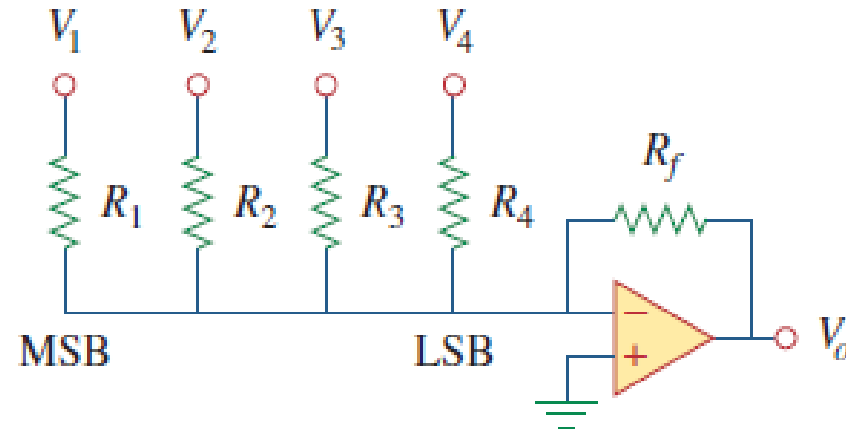 V1 V2 V3 V4
Rf
R1 R2 R3 R4
MSB LSB
−
+
Vo